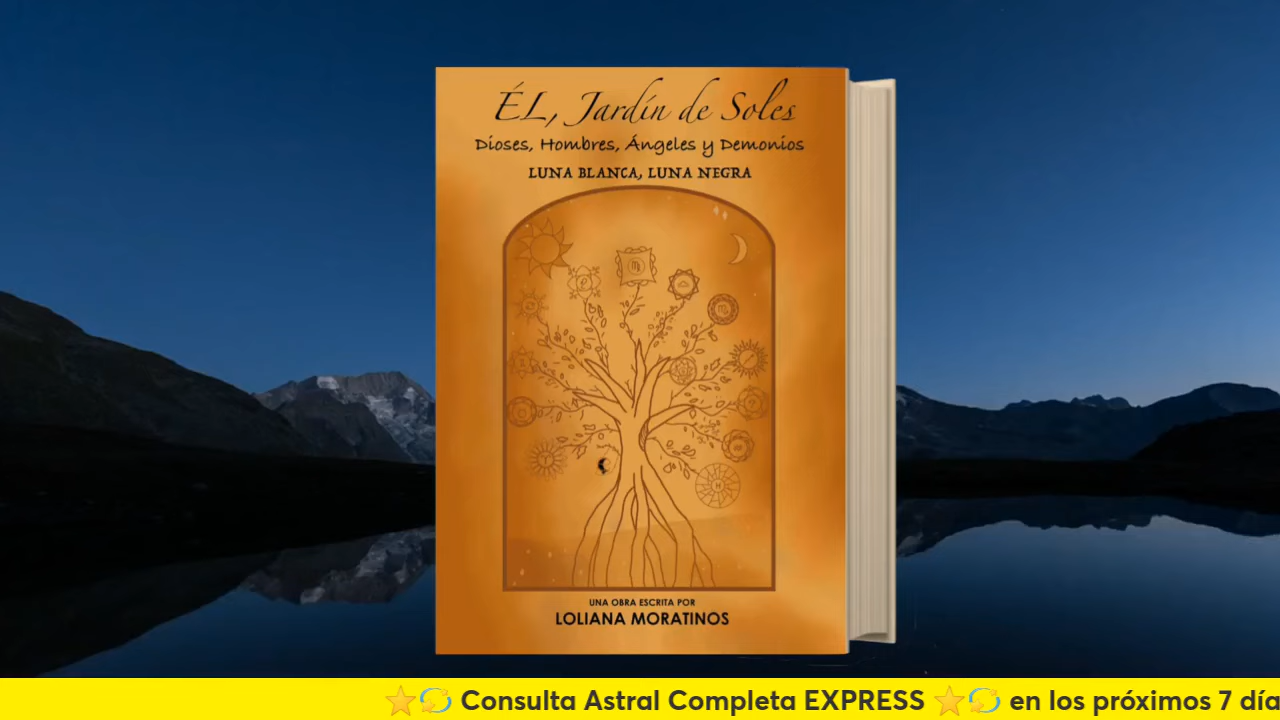 ÉL, Jardín de Soles
Dioses, Hombres, Ángeles y Demonios
LUNA BLANCA, LUNA NEGRA
UNA OBRA ESCRITA POR
LOLIANA MORATINOS
⭐💫 Consulta Astral Completa EXPRESS ⭐💫 en los próximos 7 día